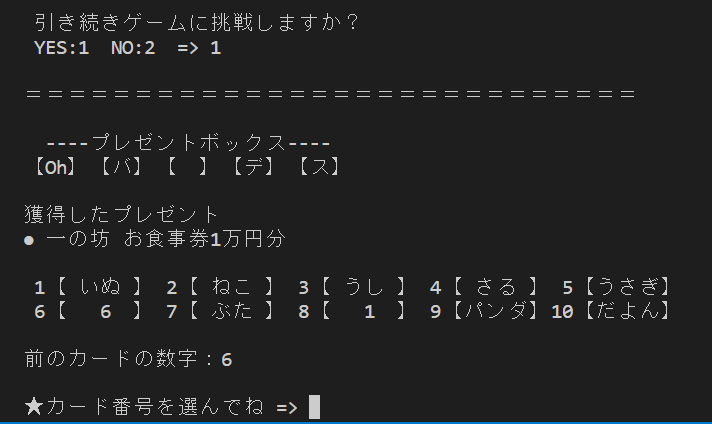 引き続きゲームに挑戦しますか？
YES:1  NO:2  => 1
＝＝＝＝＝＝＝＝＝＝＝＝＝＝＝＝＝＝＝＝＝＝＝＝＝＝＝＝
----プレゼントボックス----
【Oh】【バ】【  】【デ】【ス】
獲得したプレゼント
● 一の坊 お食事券1万円分
1【 いぬ 】 2【 ねこ 】 3【 うし 】 4【 さる 】 5【うさぎ】
6【  6  】 7【 ぶた 】 8【  1  】 9【パンダ】10【だよん】
前のカードの数字：6
★カード番号を選んでね =>